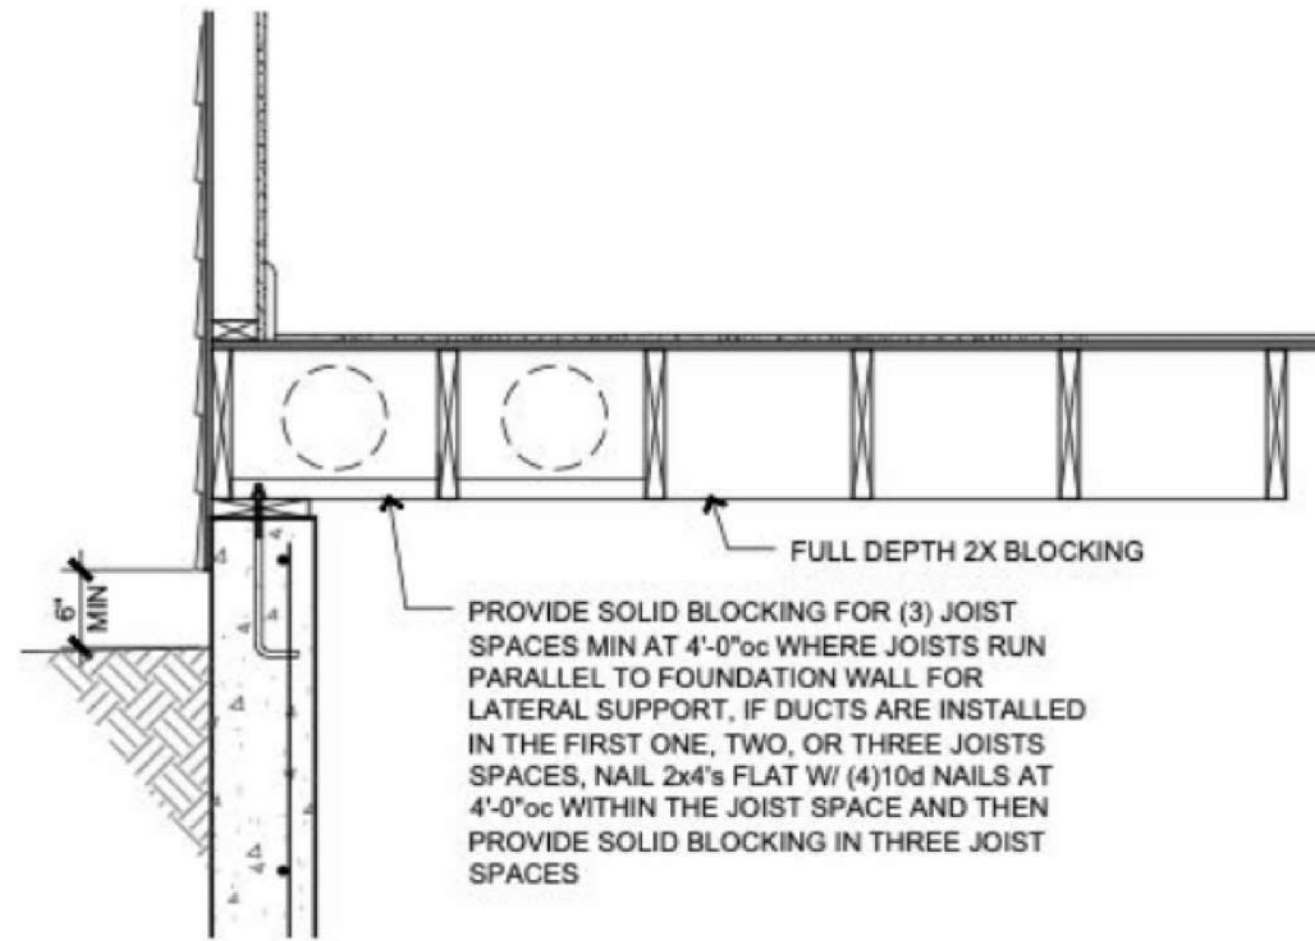 FULL DEPTH 2X BLOCKING
6"
MIN
PROVIDE SOLID BLOCKING FOR (3) JOIST
SPACES MIN AT 4'-0"oc WHERE JOISTS RUN
PARALLEL TO FOUNDATION WALL FOR
LATERAL SUPPORT, IF DUCTS ARE INSTALLED
IN THE FIRST ONE, TWO, OR THREE JOISTS
SPACES, NAIL 2x4's FLAT W/ (4)10d NAILS AT
4'-0"oc WITHIN THE JOIST SPACE AND THEN
PROVIDE SOLID BLOCKING IN THREE JOIST
SPACES